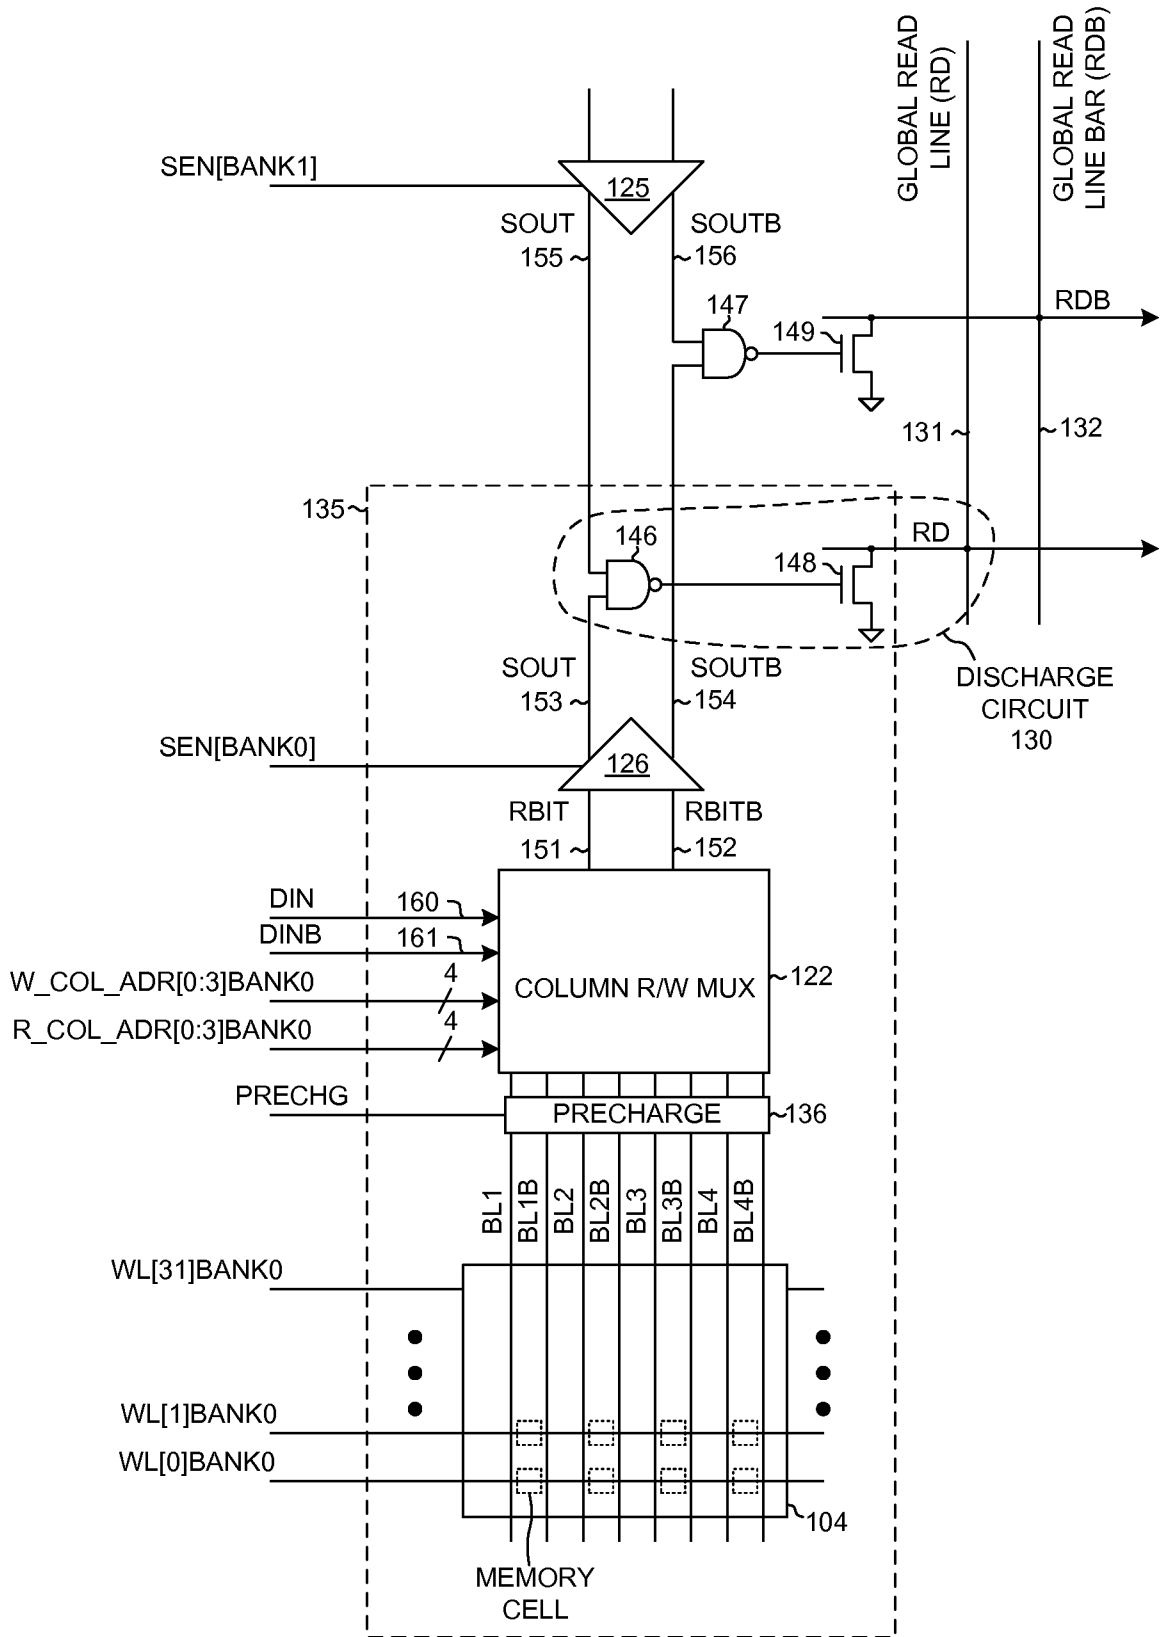 GLOBAL READ
LINE (RD)
GLOBAL READ
LINE BAR (RDB)
SEN[BANK1]
125
SOUT
155
SOUTB
156
147
149
RDB
131
132
135
146
148
RD
SOUT
153
SOUTB
154
DISCHARGE
CIRCUIT
130
SEN[BANK0]
126
RBIT
151
RBITB
152
DIN
160
DINB
161
W_COL_ADR[0:3]BANK0
4
R_COL_ADR[0:3]BANK0
4
COLUMN R/W MUX
122
PRECHG
PRECHARGE
136
BL1
BL1B
BL2
BL2B
BL3
BL3B
BL4
BL4B
WL[31]BANK0
WL[1]BANK0
WL[0]BANK0
104
MEMORY
CELL